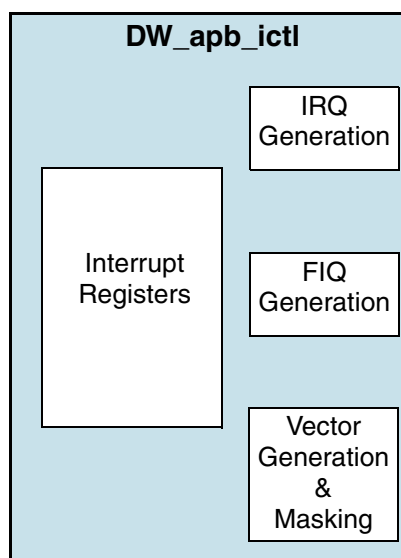 DW_apb_ictl
IRQ
Generation
Interrupt
Registers
FIQ
Generation
Vector
Generation
&
Masking